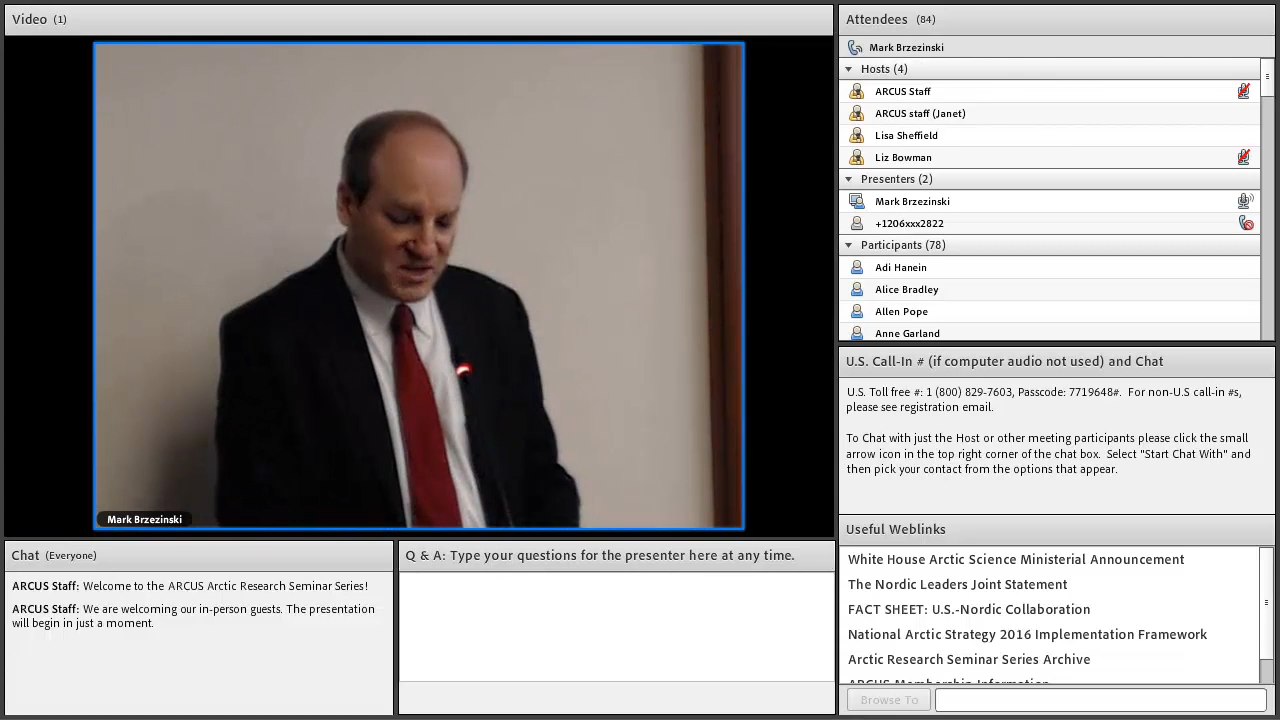 Video (1)
Mark Brzezinski
Chat (Everyone)
ARCUS Staff: Welcome to the ARCUS Arctic Research Seminar Series!
ARCUS Staff: We are welcoming our in-person guests. The presentation
will begin in just a moment.
Q & A: Type your questions for the presenter here at any time.
Attendees (84)
Mark Brzezinski
Hosts (4)
ARCUS Staff
ARCUS staff (Janet)
Lisa Sheffield
Liz Bowman
Presenters (2)
Mark Brzezinski
+1206xxx2822
Participants (78)
Adi Hanein
Alice Bradley
Allen Pope
Anne Garland
U.S. Call-In # (if computer audio not used) and Chat
U.S. Toll free #: 1 (800) 829-7603, Passcode: 7719648#. For non-U.S call-in #s,
please see registration email.
To Chat with just the Host or other meeting participants please click the small
arrow icon in the top right corner of the chat box. Select "Start Chat With" and
then pick your contact from the options that appear.
Useful Weblinks
White House Arctic Science Ministerial Announcement
The Nordic Leaders Joint Statement
FACT SHEET: U.S.-Nordic Collaboration
National Arctic Strategy 2016 Implementation Framework
Arctic Research Seminar Series Archive
ARCUS Membership Information
Browse To